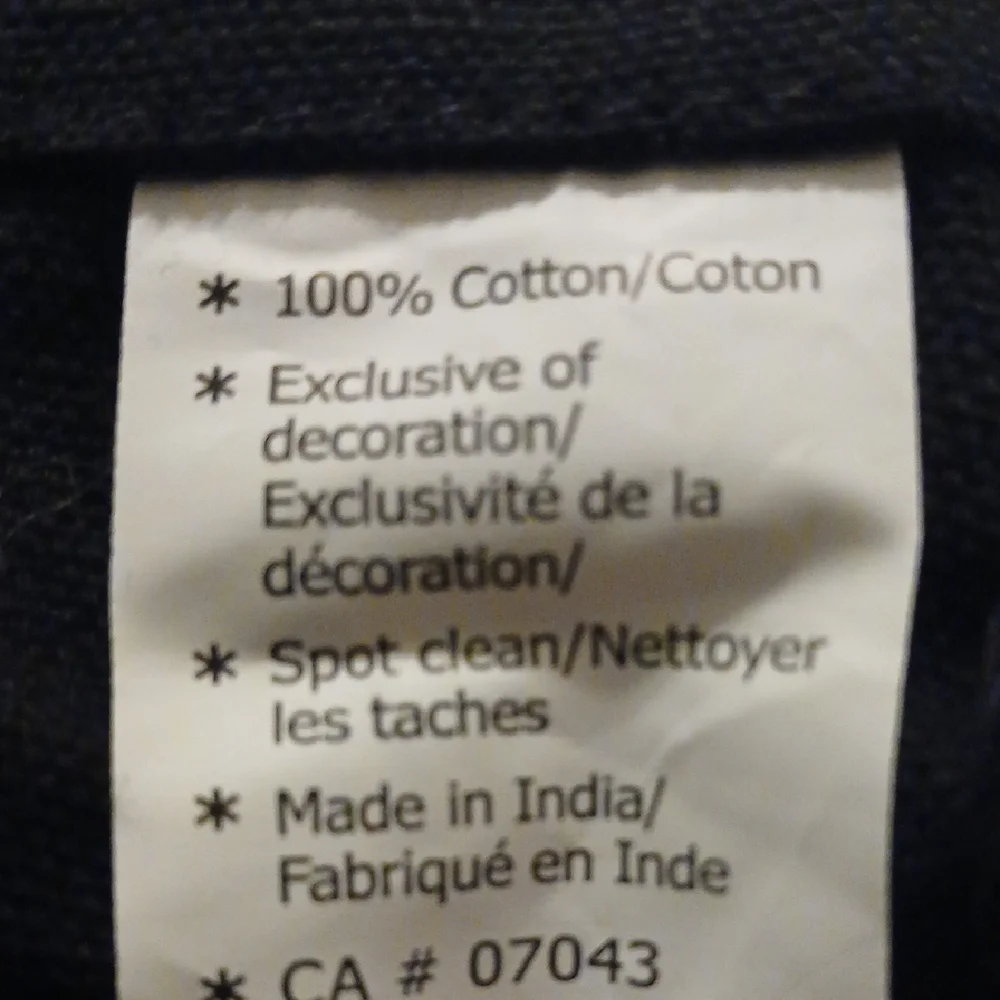 * 100% Cotton/Coton
* Exclusive of
decoration/
Exclusivité de la
décoration/
* Spot clean/Nettoyer
les taches
* Made in India/
Fabriqué en Inde
* CA # 07043